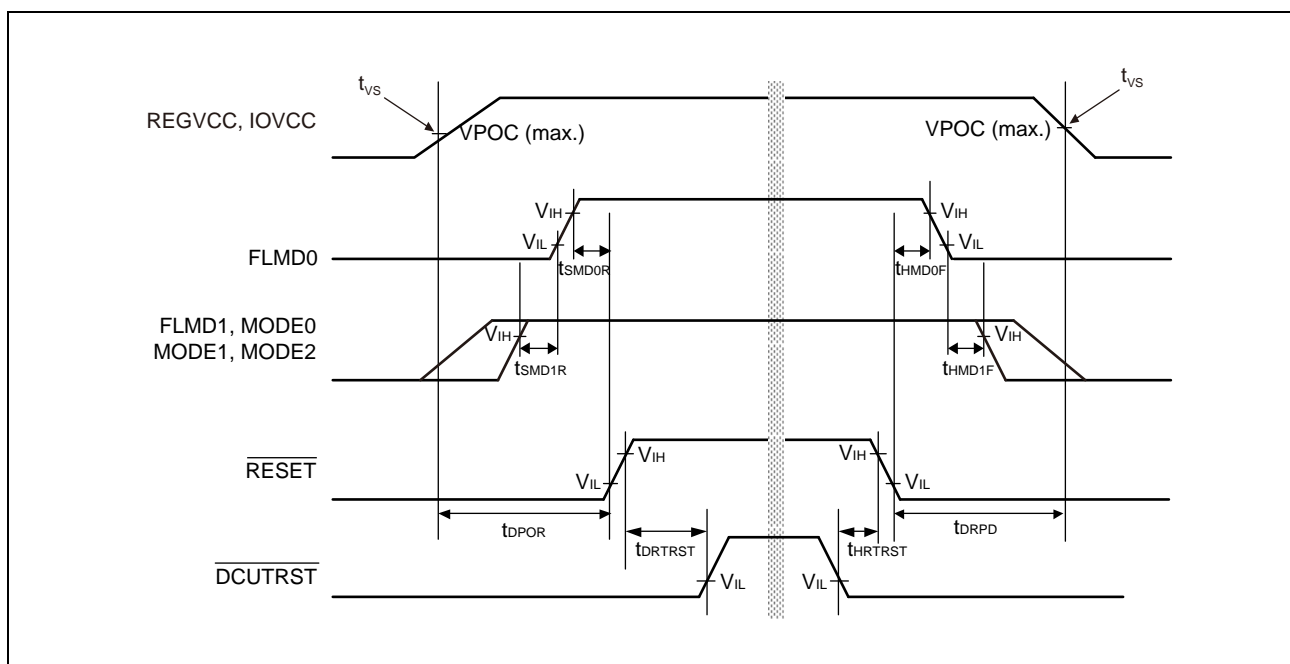 tVS
tVS
REGVCC, IOVCC
VPOC (max.)
VPOC (max.)
VIH
VIH
VIL
VIL
FLMD0
tSMD0R
tHMD0F
FLMD1, MODE0
MODE1, MODE2
VIH
VIH
tSMD1R
tHMD1F
RESET
VIH
VIH
VIL
VIL
tDPOR
tDRTRST
tHRTRST
tDRPD
DCUTRST
VIL
VIL